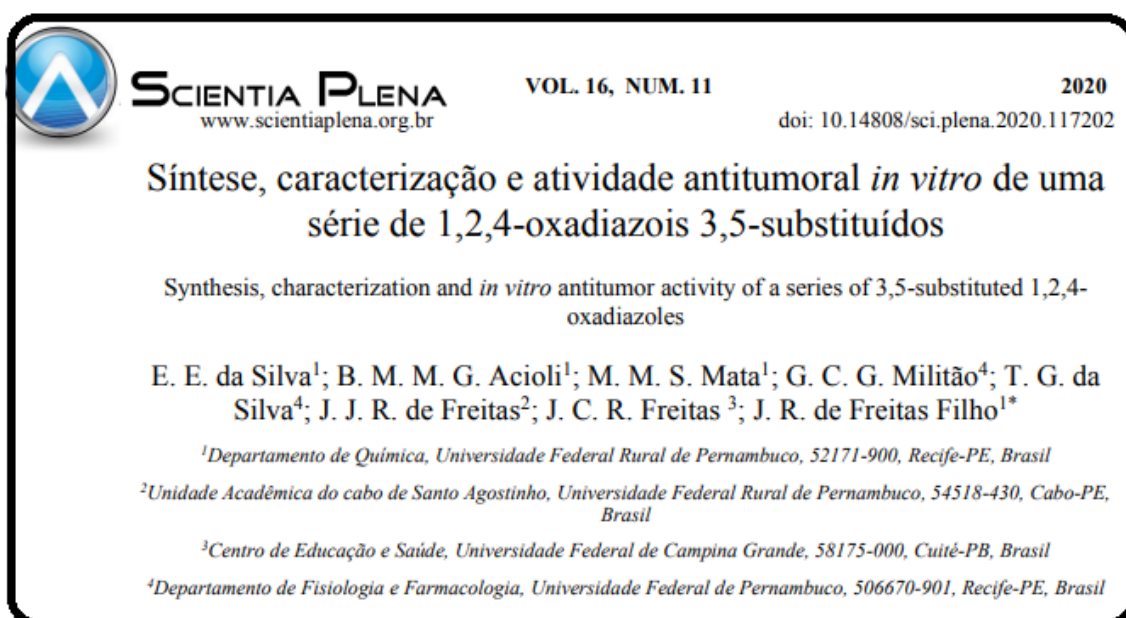 SCIENTIA PLENA
www.scientiaplena.org.br
VOL. 16, NUM. 11
2020
doi: 10.14808/sci.plena.2020.117202
Síntese, caracterização e atividade antitumoral in vitro de uma
série de 1,2,4-oxadiazois 3,5-substituídos
Synthesis, characterization and in vitro antitumor activity of a series of 3,5-substituted 1,2,4-
oxadiazoles
E. E. da Silva¹; B. M. M. G. Acioli¹; M. M. S. Mata¹; G. C. G. Militão⁴; T. G. da
Silva⁴; J. J. R. de Freitas²; J. C. R. Freitas ³; J. R. de Freitas Filho¹*
¹Departamento de Química, Universidade Federal Rural de Pernambuco, 52171-900, Recife-PE, Brasil
²Unidade Acadêmica do cabo de Santo Agostinho, Universidade Federal Rural de Pernambuco, 54518-430, Cabo-PE,
Brasil
³Centro de Educação e Saúde, Universidade Federal de Campina Grande, 58175-000, Cuité-PB, Brasil
⁴Departamento de Fisiologia e Farmacologia, Universidade Federal de Pernambuco, 506670-901, Recife-PE, Brasil